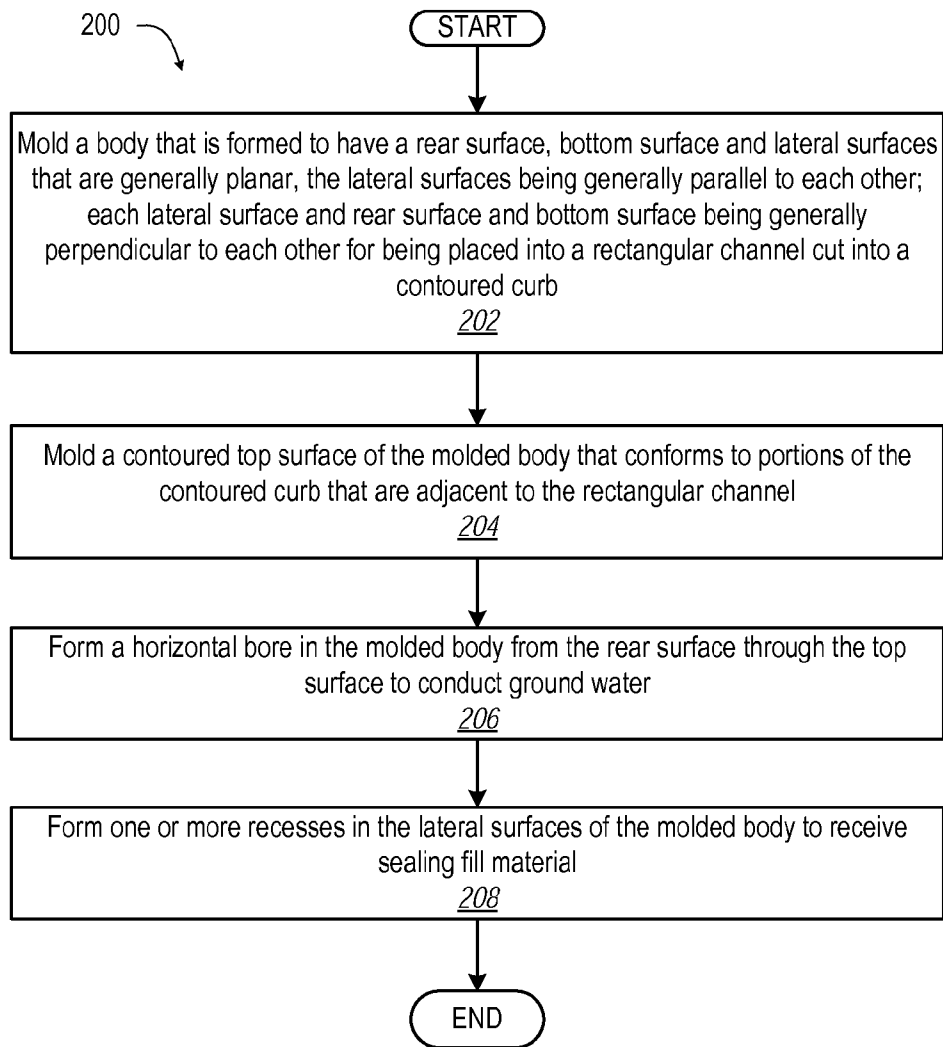 200
START
Mold a body that is formed to have a rear surface, bottom surface and lateral surfaces
that are generally planar, the lateral surfaces being generally parallel to each other;
each lateral surface and rear surface and bottom surface being generally
perpendicular to each other for being placed into a rectangular channel cut into a
contoured curb
202
Mold a contoured top surface of the molded body that conforms to portions of the
contoured curb that are adjacent to the rectangular channel
204
Form a horizontal bore in the molded body from the rear surface through the top
surface to conduct ground water
206
Form one or more recesses in the lateral surfaces of the molded body to receive
sealing fill material
208
END